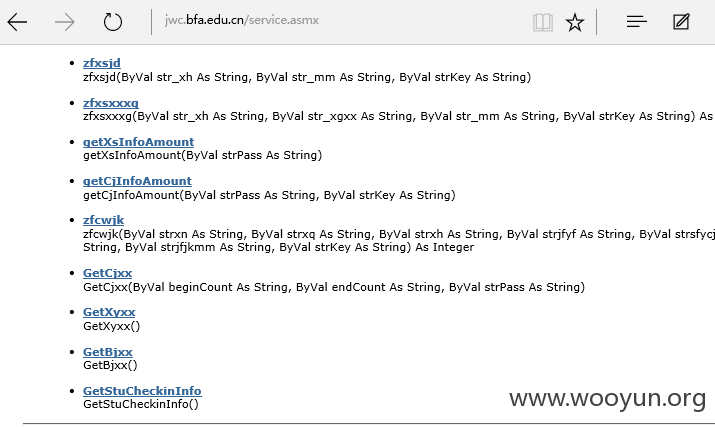 jwc.bfa.edu.cn/service.asmx
zfxsjd
zfxsjd(ByVal str_xh As String, ByVal str_mm As String, ByVal strKey As String)
zfxsxxxg
zfxsxxxg(ByVal str_xh As String, ByVal str_xgxx As String, ByVal str_mm As String, ByVal strKey As String) As
getXsInfoAmount
getXsInfoAmount(ByVal strPass As String)
getCjInfoAmount
getCjInfoAmount(ByVal strPass As String, ByVal strKey As String)
zfcwjk
zfcwjk(ByVal strxn As String, ByVal strxq As String, ByVal strxh As String, ByVal strjfyf As String, ByVal strsfycj
String, ByVal strjfjkmm As String, ByVal strKey As String) As Integer
GetCjxx
GetCjxx(ByVal beginCount As String, ByVal endCount As String, ByVal strPass As String)
GetXyxx
GetXyxx()
GetBjxx
GetBjxx()
GetStuCheckinInfo
GetStuCheckinInfo()
www.wooyun.org